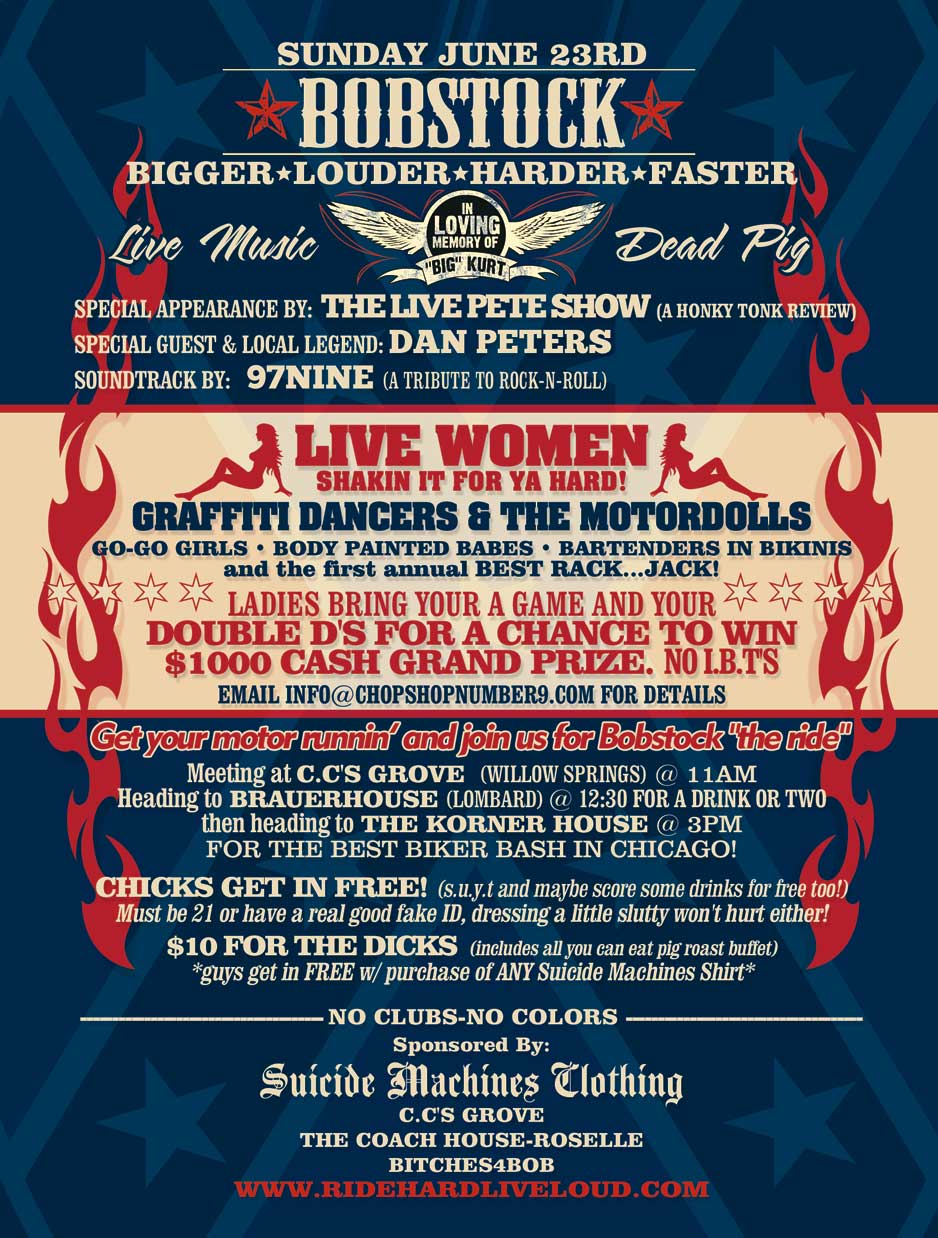 SUNDAY JUNE 23RD
BOBSTOCK
BIGGER★LOUDER★HARDER★FASTER
Live Music
IN
LOVING
MEMORY OF
"BIG" KURT
Dead Pig
SPECIAL APPEARANCE BY: THE LIVE PETE SHOW (A HONKY TONK REVIEW)
SPECIAL GUEST & LOCAL LEGEND: DAN PETERS
SOUNDTRACK BY: 97NINE (A TRIBUTE TO ROCK-N-ROLL)
LIVE WOMEN
SHAKIN IT FOR YA HARD!
GRAFFITI DANCERS & THE MOTORDOLLS
GO-GO GIRLS • BODY PAINTED BABES • BARTENDERS IN BIKINIS
and the first annual BEST RACK...JACK!
LADIES BRING YOUR A GAME AND YOUR
DOUBLE D'S FOR A CHANCE TO WIN
$1000 CASH GRAND PRIZE. NO I.B.T'S
EMAIL INFO@CHOPSHOPNUMBER9.COM FOR DETAILS
Get your motor runnin' and join us for Bobstock "the ride"
Meeting at C.C'S GROVE (WILLOW SPRINGS) @ 11AM
Heading to BRAUERHOUSE (LOMBARD) @ 12:30 FOR A DRINK OR TWO
then heading to THE KORNER HOUSE @ 3PM
FOR THE BEST BIKER BASH IN CHICAGO!
CHICKS GET IN FREE! (s.u.y.t and maybe score some drinks for free too!)
Must be 21 or have a real good fake ID, dressing a little slutty won't hurt either!
$10 FOR THE DICKS (includes all you can eat pig roast buffet)
*guys get in FREE w/ purchase of ANY Suicide Machines Shirt*
NO CLUBS-NO COLORS
Sponsored By:
Suicide Machines Clothing
C.C'S GROVE
THE COACH HOUSE-ROSELLE
BITCHES4BOB
WWW.RIDEHARDLIVELOUD.COM